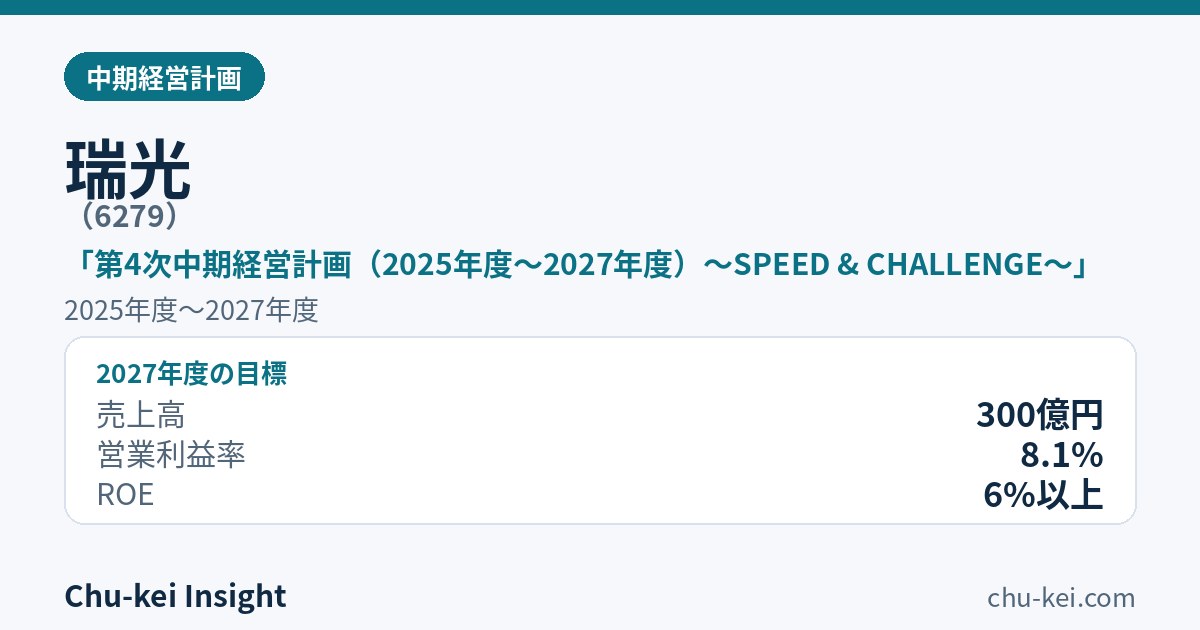 中期経営計画
瑞光
（6279）
「第4次中期経営計画（2025年度〜2027年度）〜SPEED & CHALLENGE〜」
2025年度〜2027年度
2027年度の目標
売上高 300億円
営業利益率 8.1%
ROE 6%以上
Chu-kei Insight chu-kei.com